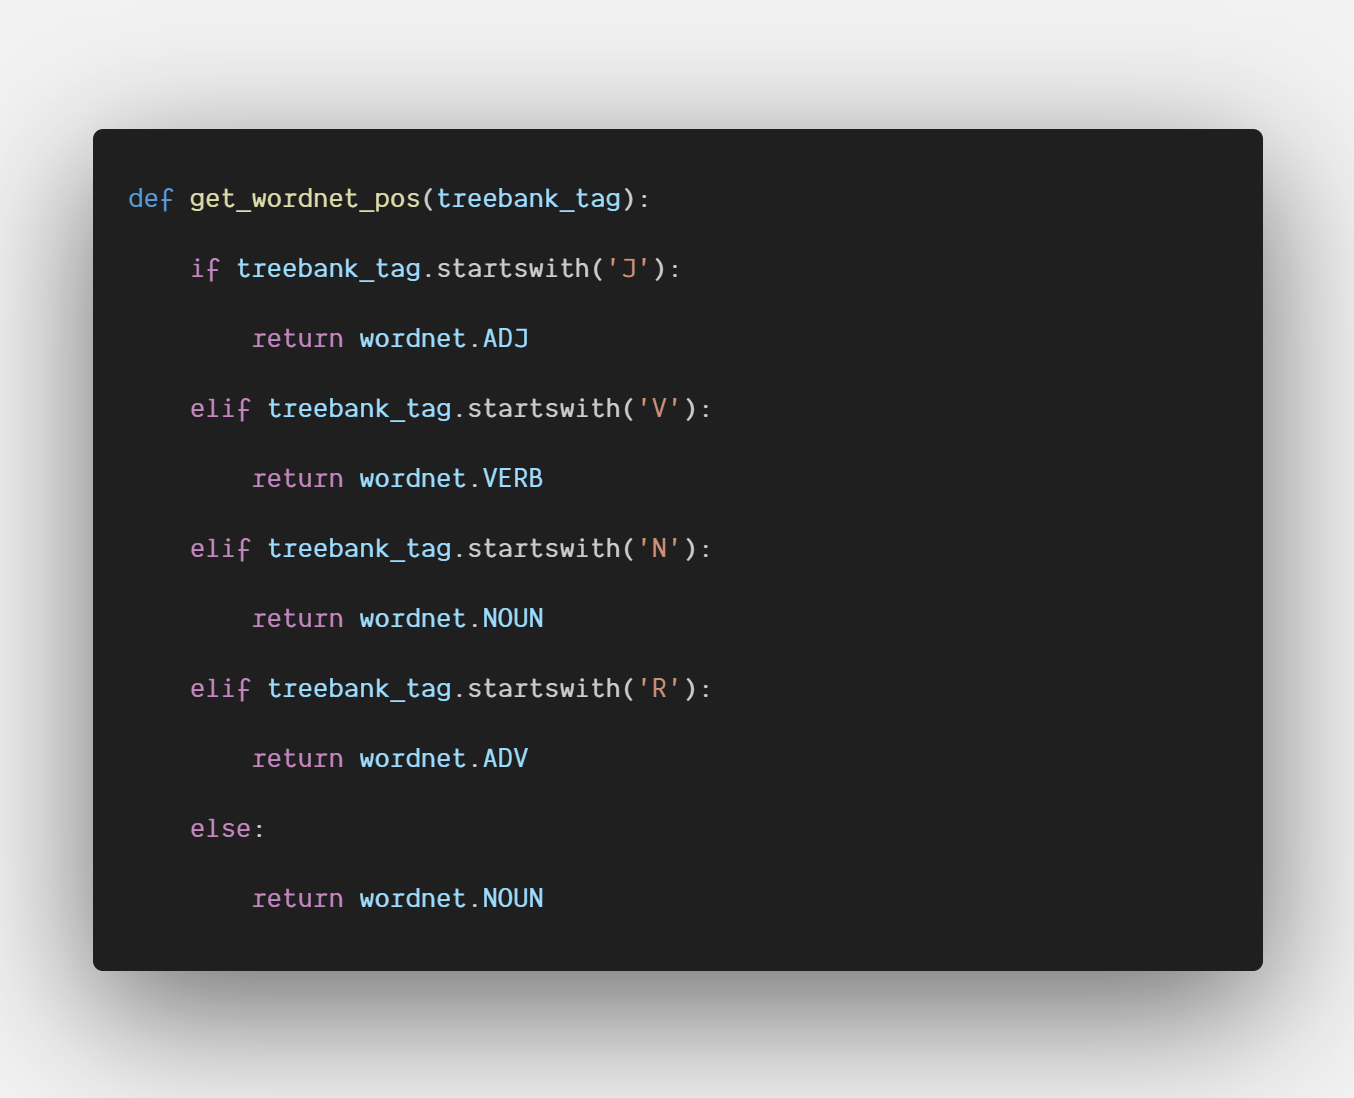 def get_wordnet_pos(treebank_tag):
    if treebank_tag.startswith('J'):
        return wordnet.ADJ
    elif treebank_tag.startswith('V'):
        return wordnet.VERB
    elif treebank_tag.startswith('N'):
        return wordnet.NOUN
    elif treebank_tag.startswith('R'):
        return wordnet.ADV
    else:
        return wordnet.NOUN